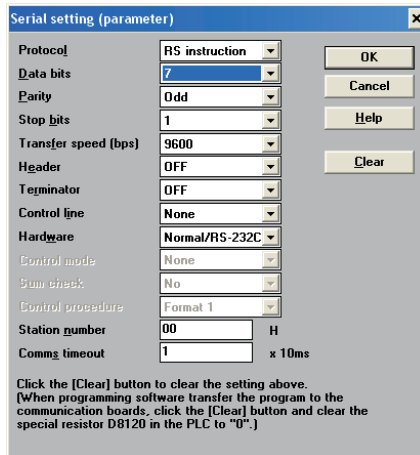 Serial setting (parameter)
Protocol RS instruction OK
Data bits 7 Cancel
Parity Odd
Stop bits 1 Help
Transfer speed (bps) 9600
Header OFF Clear
Terminator OFF
Control line None
Hardware Normal/RS-232C
Control mode None
Sum check No
Control procedure Format 1
Station number 00 H
Comms timeout 1 x 10ms
Click the [Clear] button to clear the setting above.
(When programming software transfer the program to the
communication boards, click the [Clear] button and clear the
special resistor D8120 in the PLC to "0".)